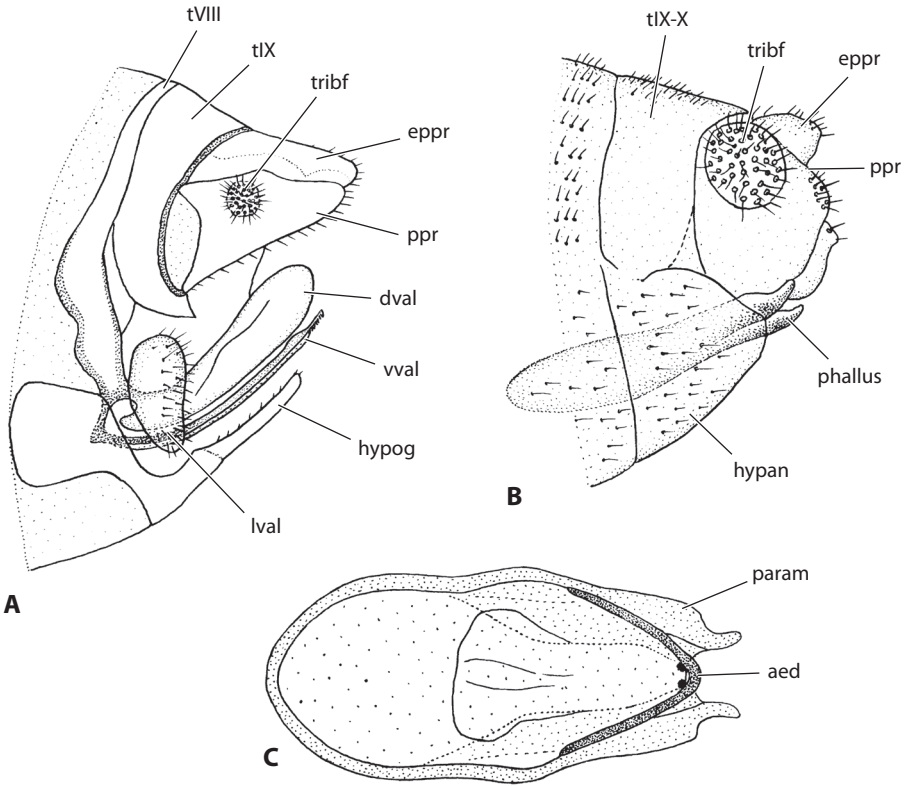 tVIII
tIX
tribf
eppr
ppr
dval
vval
hypog
lval
A
tIX-X
tribf
eppr
ppr
phallus
hypan
B
param
aed
C